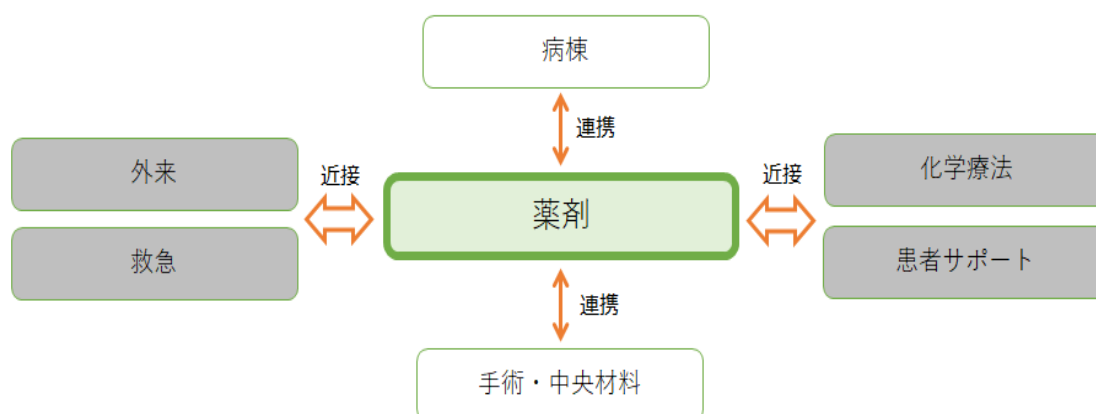 病棟
連携
外来
近接
薬剤
近接
化学療法
救急
患者サポート
連携
手術・中央材料